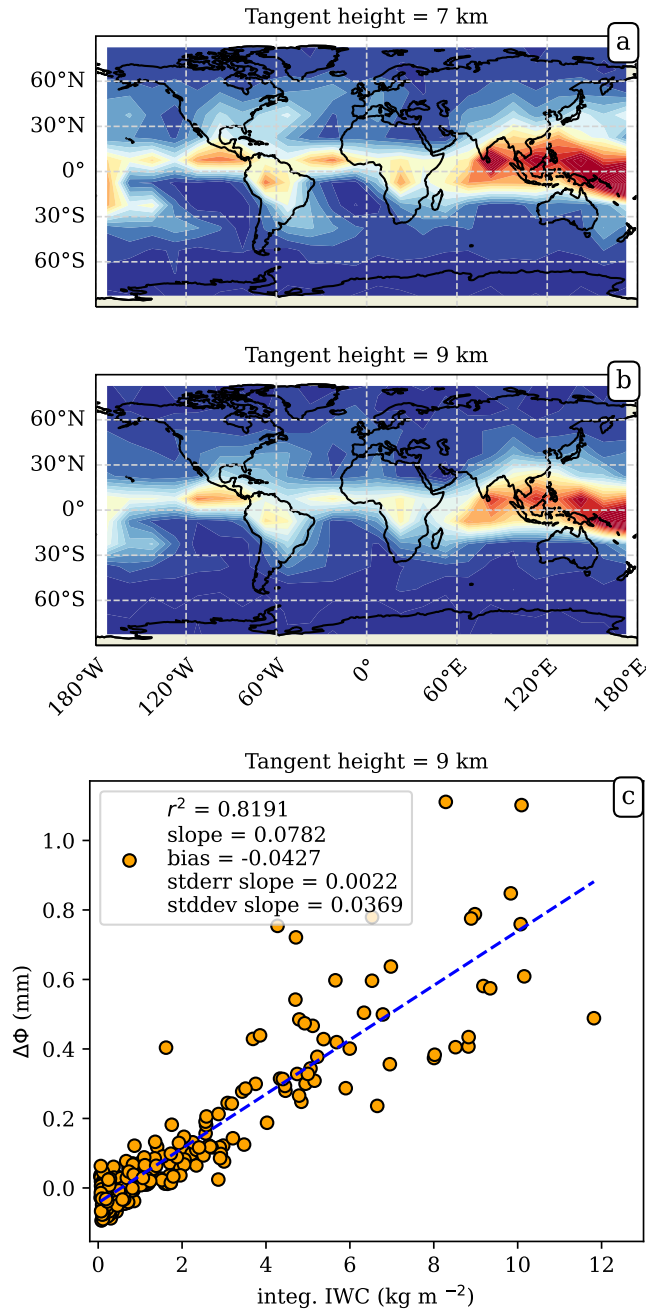 Tangent height = 7 km
a
60°N
30°N
0°
30°S
60°S
Tangent height = 9 km
b
60°N
30°N
0°
30°S
60°S
180°W
120°W
60°W
0°
60°E
120°E
180°E
Tangent height = 9 km
c
r² = 0.8191
slope = 0.0782
bias = -0.0427
stderr slope = 0.0022
stddev slope = 0.0369
1.0
0.8
0.6
0.4
0.2
0.0
ΔΦ (mm)
0
2
4
6
8
10
12
integ. IWC (kg m ⁻²)